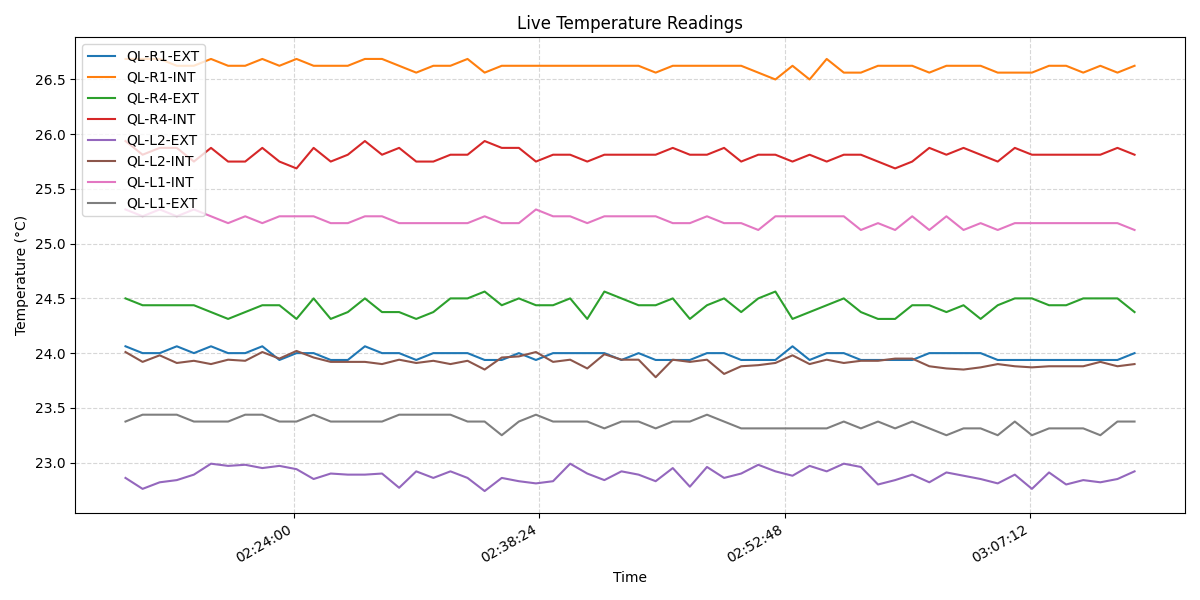 Live Temperature Readings
QL-R1-EXT
QL-R1-INT
QL-R4-EXT
QL-R4-INT
QL-L2-EXT
QL-L2-INT
QL-L1-INT
QL-L1-EXT
26.5
26.0
25.5
25.0
24.5
24.0
23.5
23.0
Temperature (°C)
02:24:00
02:38:24
02:52:48
03:07:12
Time